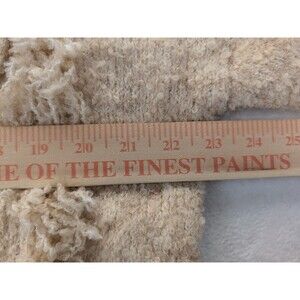 19 20 21 22 23 24 25
E OF THE FINEST PAINTS